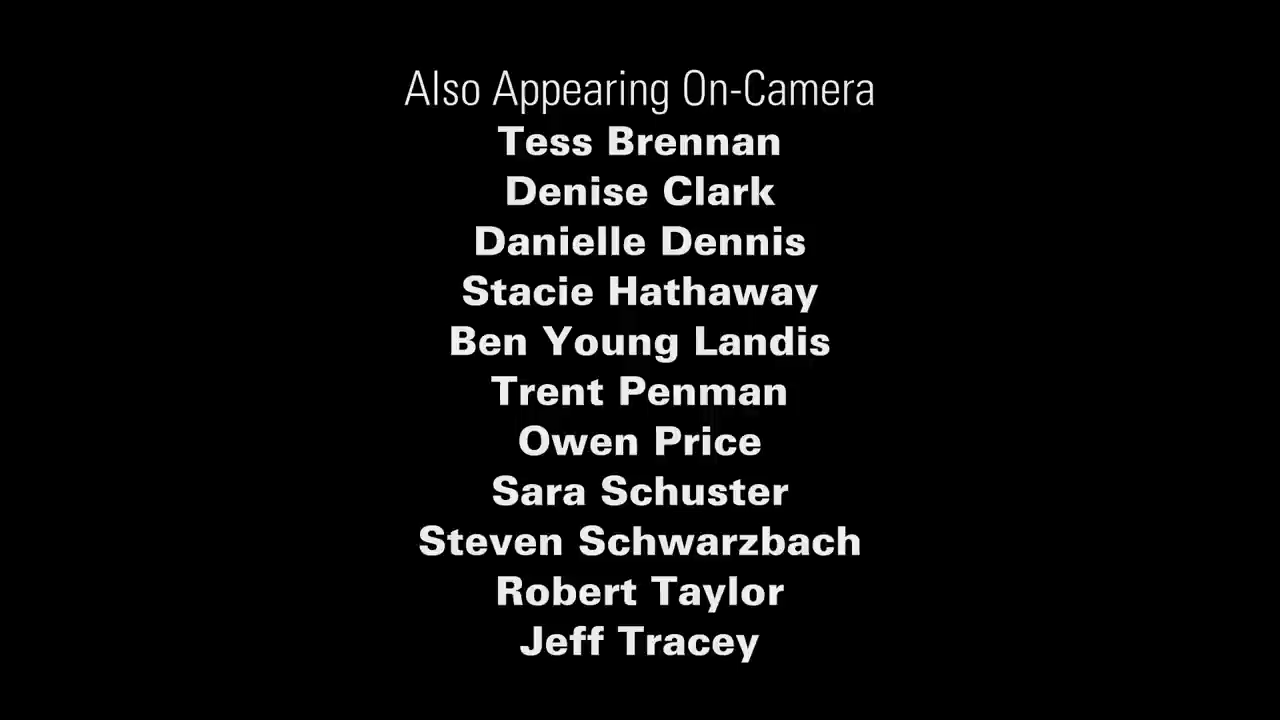 Also Appearing On-Camera
Tess Brennan
Denise Clark
Danielle Dennis
Stacie Hathaway
Ben Young Landis
Trent Penman
Owen Price
Sara Schuster
Steven Schwarzbach
Robert Taylor
Jeff Tracey